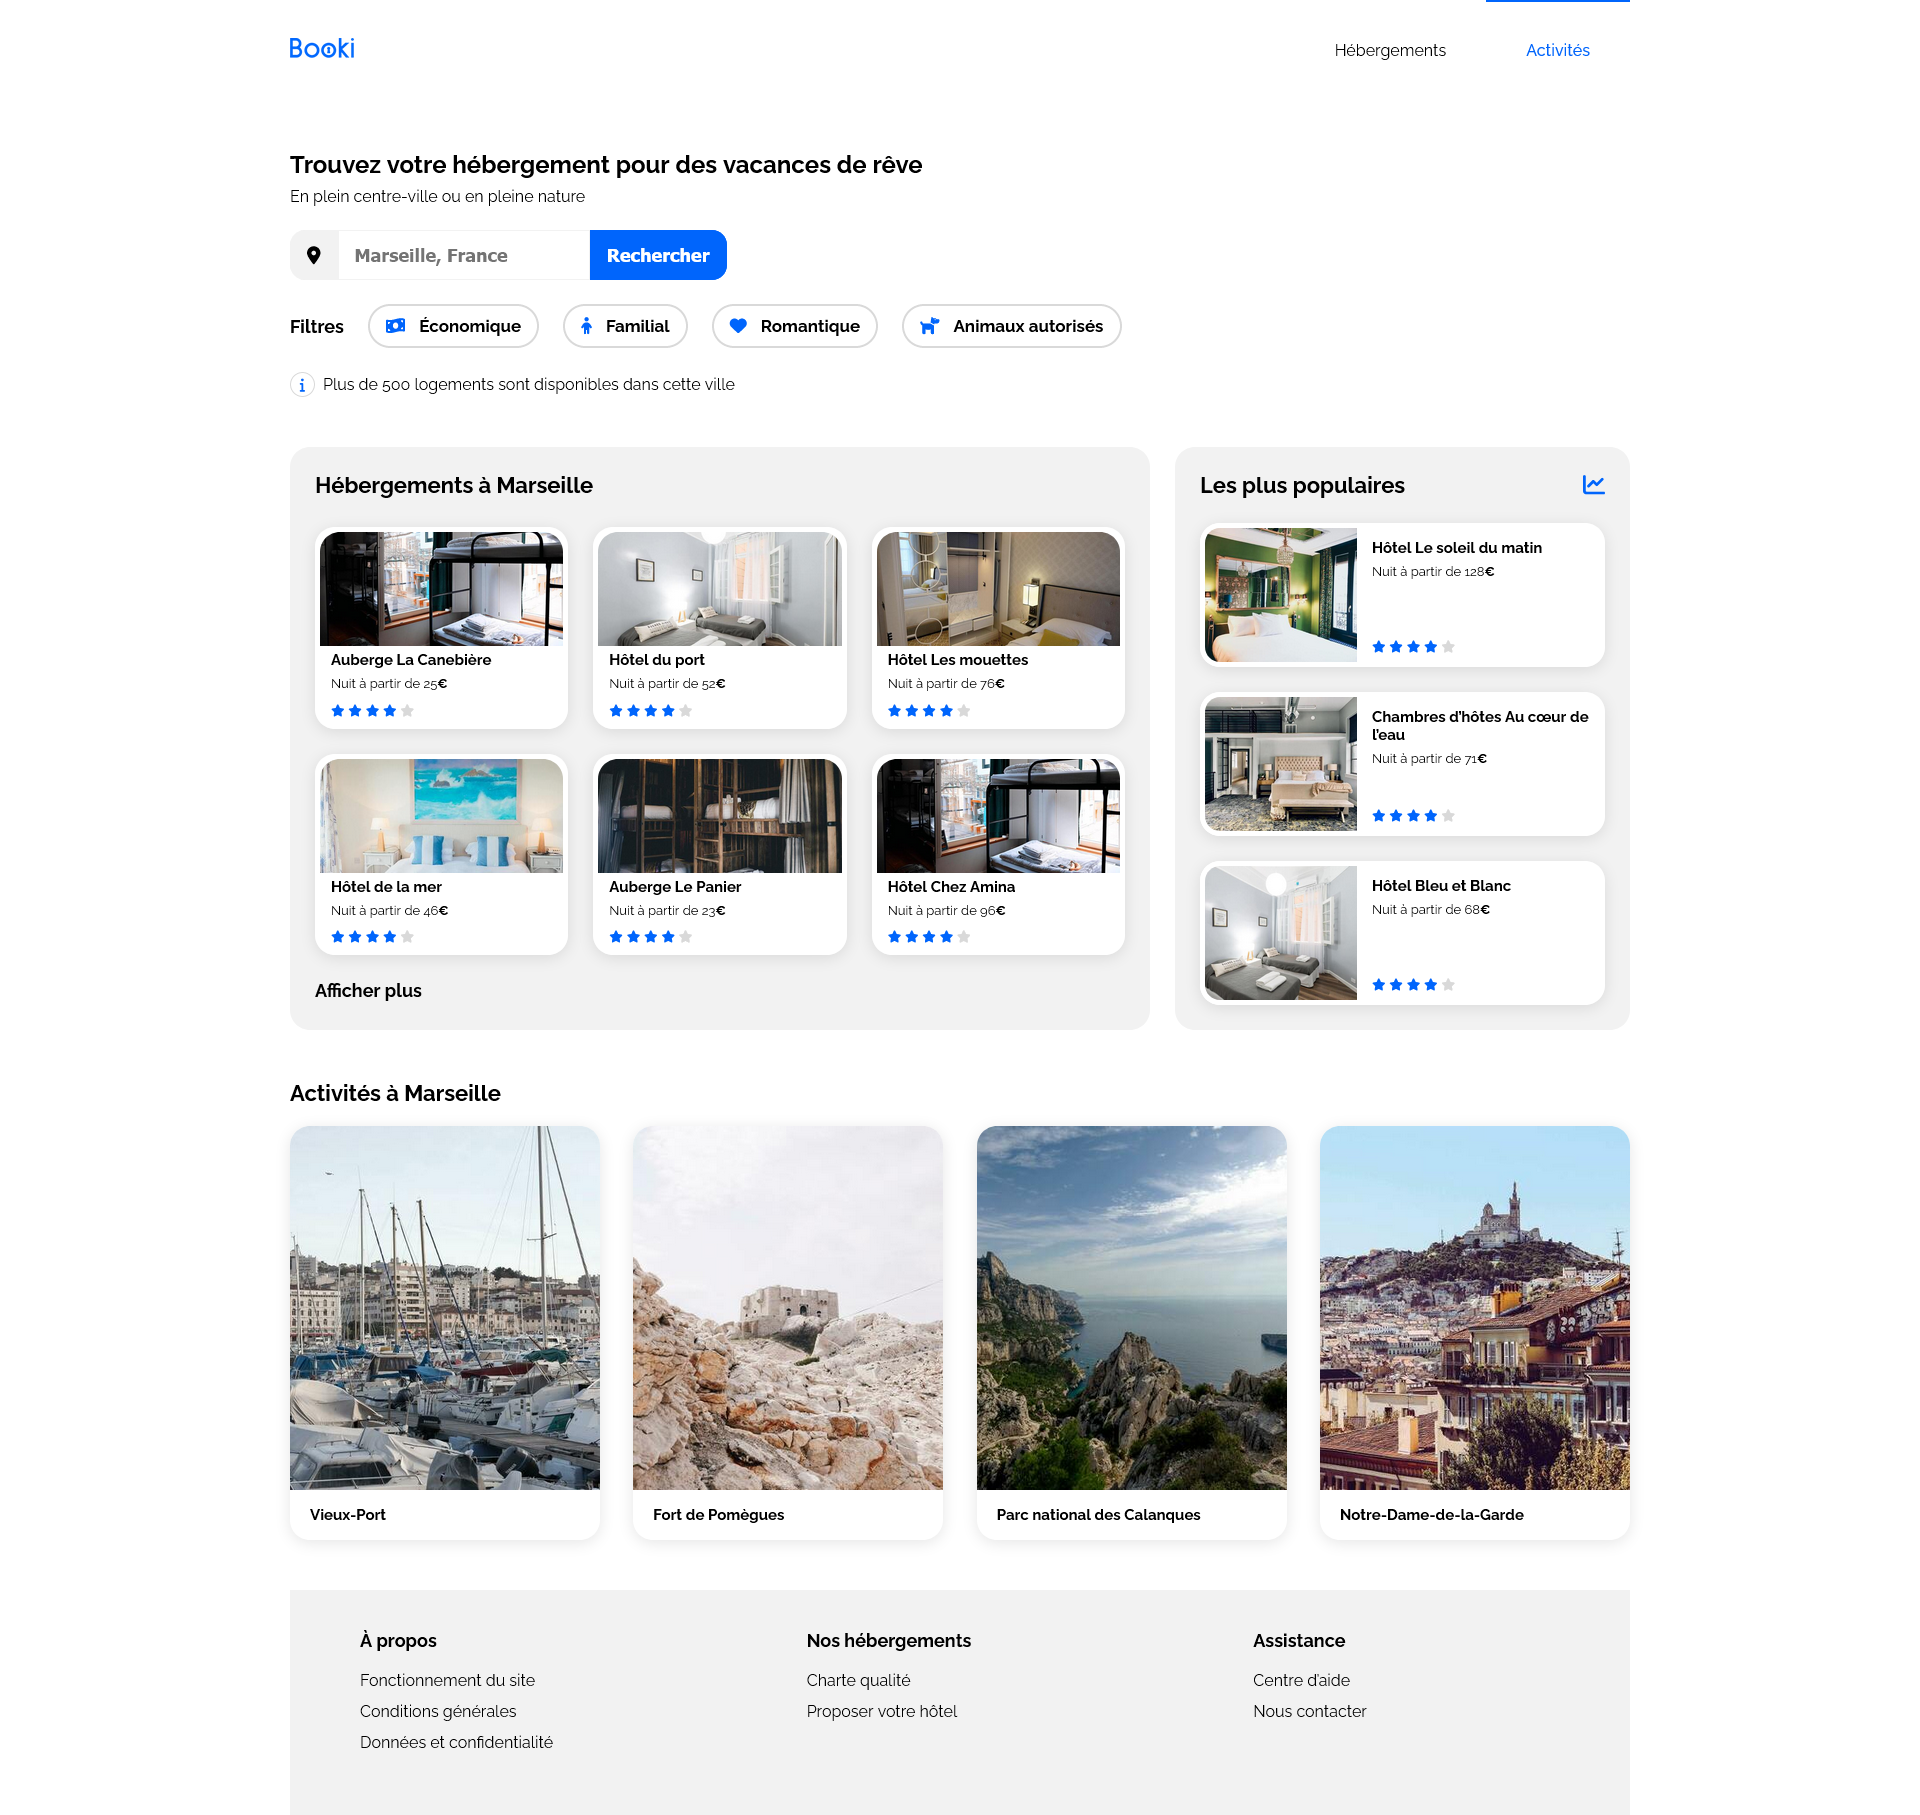 Booki
Hébergements
Activités
Trouvez votre hébergement pour des vacances de rêve
En plein centre-ville ou en pleine nature
Marseille, France
Rechercher
Filtres
Économique
Familial
Romantique
Animaux autorisés
Plus de 500 logements sont disponibles dans cette ville
Hébergements à Marseille
Auberge La Canebière
Nuit à partir de 25€
Hôtel du port
Nuit à partir de 52€
Hôtel Les mouettes
Nuit à partir de 76€
Hôtel de la mer
Nuit à partir de 46€
Auberge Le Panier
Nuit à partir de 23€
Hôtel Chez Amina
Nuit à partir de 96€
Afficher plus
Les plus populaires
Hôtel Le soleil du matin
Nuit à partir de 128€
Chambres d'hôtes Au cœur de
l'eau
Nuit à partir de 71€
Hôtel Bleu et Blanc
Nuit à partir de 68€
Activités à Marseille
Vieux-Port
Fort de Pomègues
Parc national des Calanques
Notre-Dame-de-la-Garde
À propos
Fonctionnement du site
Conditions générales
Données et confidentialité
Nos hébergements
Charte qualité
Proposer votre hôtel
Assistance
Centre d'aide
Nous contacter